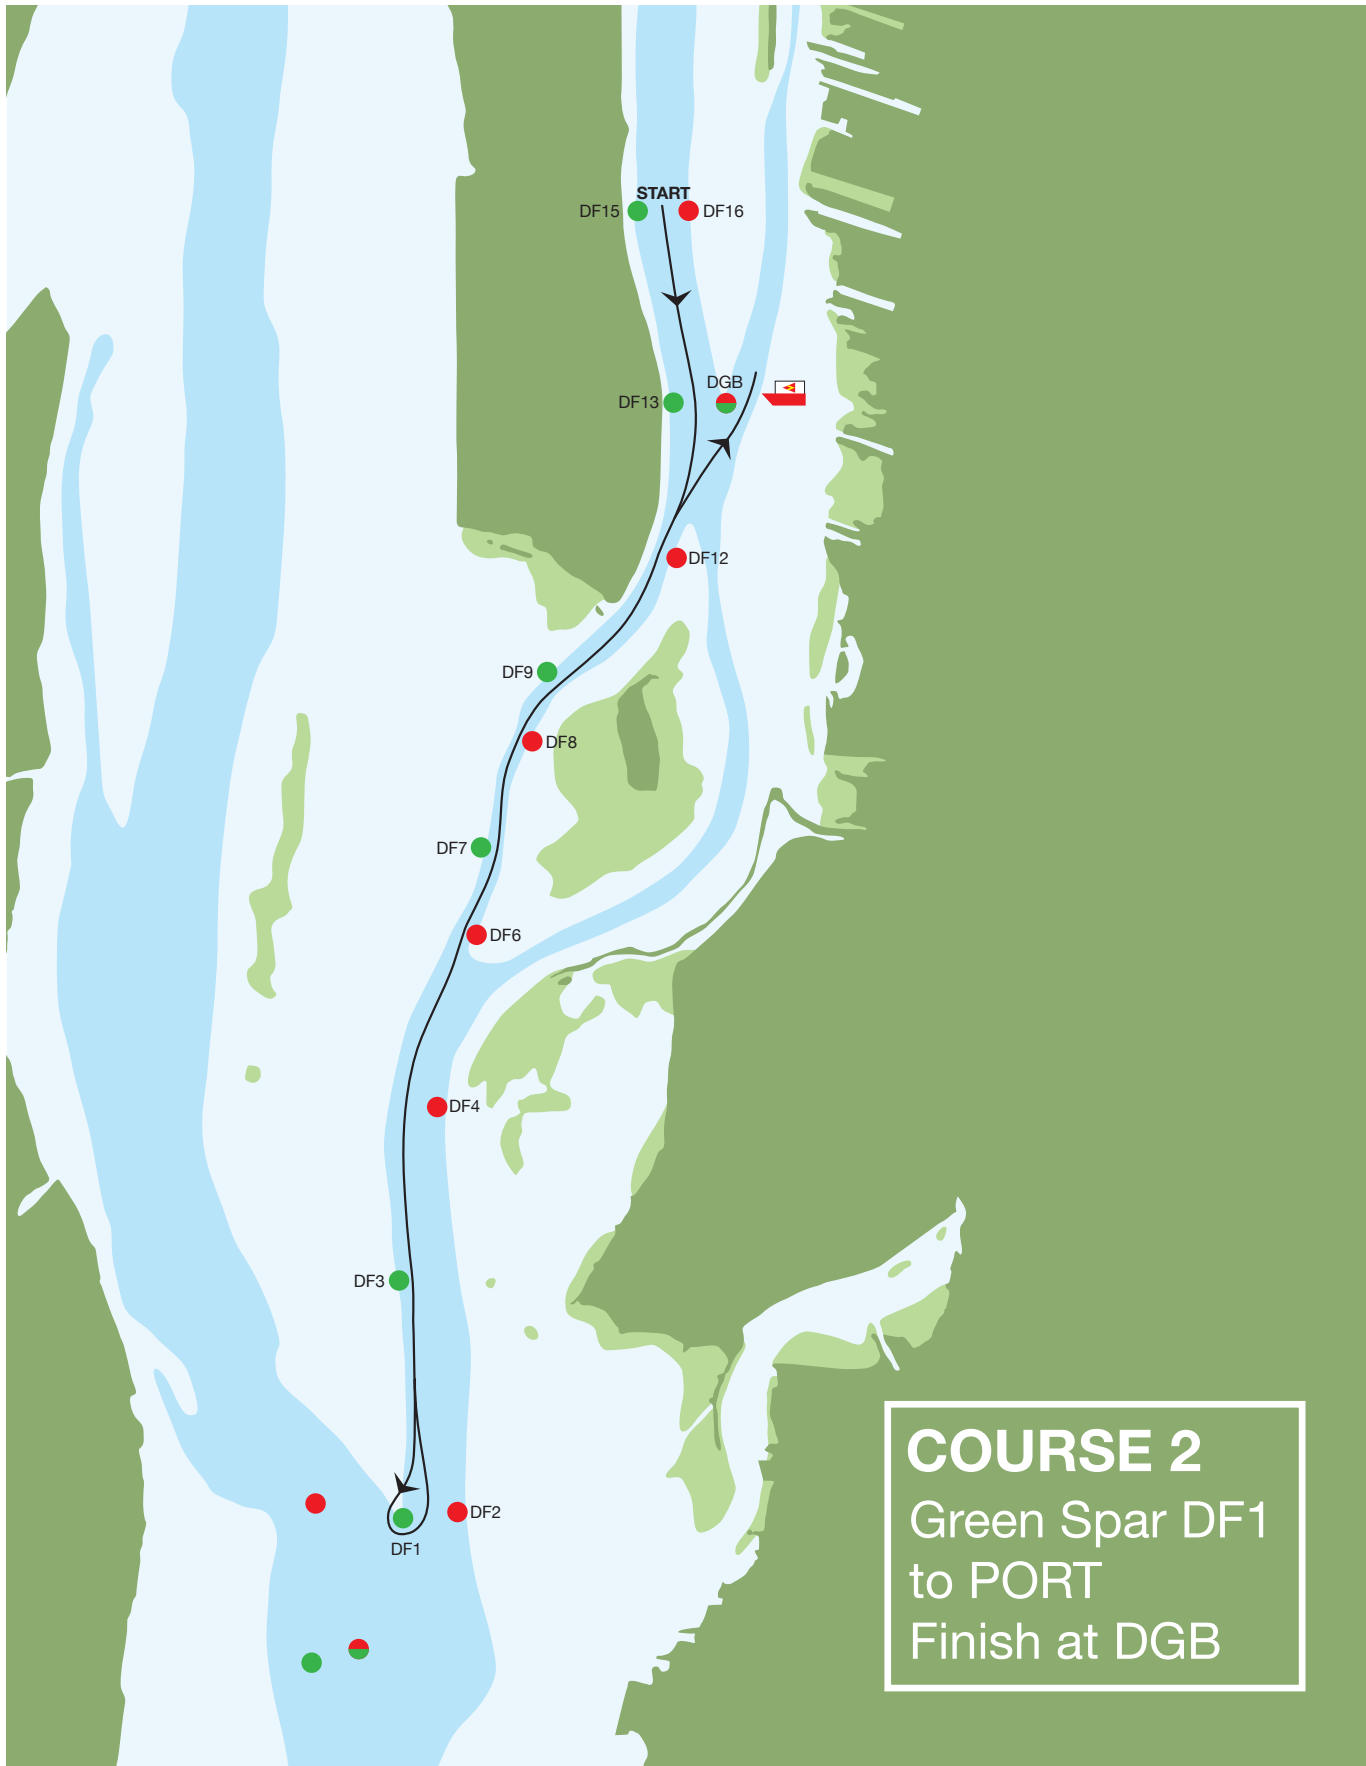 START
DF15
DF16
DGB
DF13
DF12
DF9
DF8
DF7
DF6
DF4
DF3
DF2
DF1
COURSE 2
Green Spar DF1
to PORT
Finish at DGB